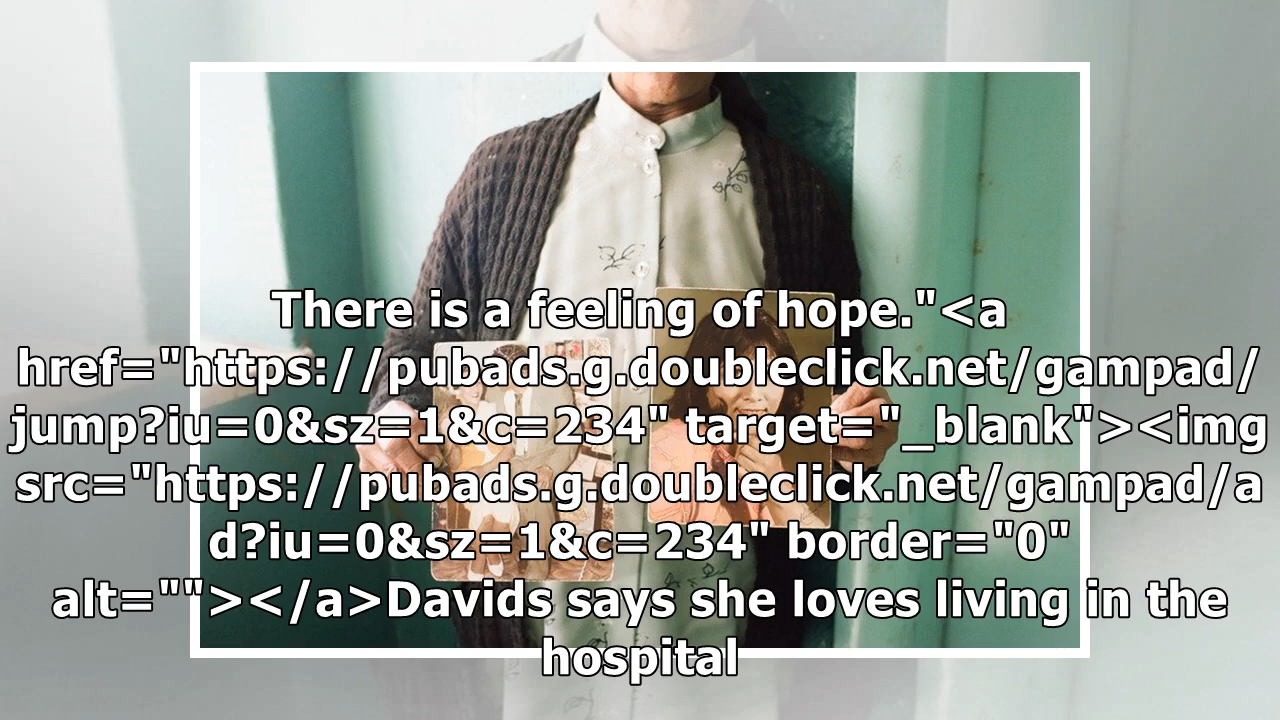 There is a feeling of hope."<a
href="https://pubads.g.doubleclick.net/gampad/
jump?iu=0&sz=1&c=234" target="_blank"><img
src="https://pubads.g.doubleclick.net/gampad/a
d?iu=0&sz=1&c=234" border="0"
alt=""></a>Davids says she loves living in the
hospital